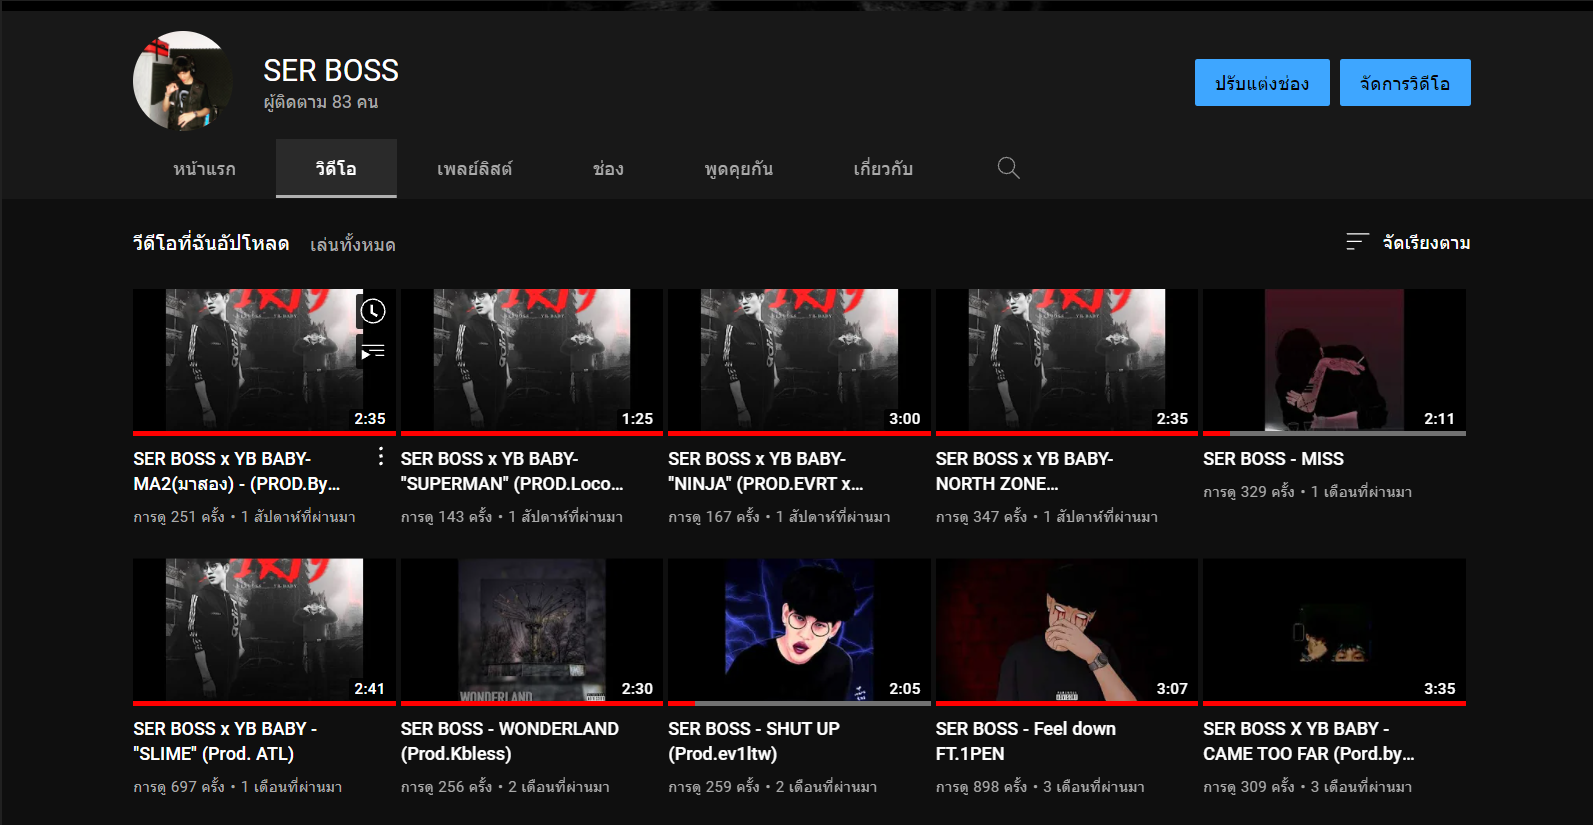 SER BOSS
ผู้ติดตาม 83 คน
ปรับแต่งช่อง
จัดการวิดีโอ
หน้าแรก
วิดีโอ
เพลย์ลิสต์
ช่อง
พูดคุยกัน
เกี่ยวกับ
วีดีโอที่ฉันอัปโหลด
เล่นทั้งหมด
จัดเรียงตาม
2:35
SER BOSS x YB BABY-
MA2(มาสอง) - (PROD.By...
การดู 251 ครั้ง • 1 สัปดาห์ที่ผ่านมา
1:25
SER BOSS x YB BABY-
"SUPERMAN" (PROD.Loco...
การดู 143 ครั้ง • 1 สัปดาห์ที่ผ่านมา
3:00
SER BOSS x YB BABY-
"NINJA" (PROD.EVRT x...
การดู 167 ครั้ง • 1 สัปดาห์ที่ผ่านมา
2:35
SER BOSS x YB BABY-
NORTH ZONE...
การดู 347 ครั้ง • 1 สัปดาห์ที่ผ่านมา
2:11
SER BOSS - MISS
การดู 329 ครั้ง • 1 เดือนที่ผ่านมา
2:41
SER BOSS x YB BABY -
"SLIME" (Prod. ATL)
การดู 697 ครั้ง • 1 เดือนที่ผ่านมา
WONDERLAND
2:30
SER BOSS - WONDERLAND
(Prod.Kbless)
การดู 256 ครั้ง • 2 เดือนที่ผ่านมา
2:05
SER BOSS - SHUT UP
(Prod.ev1ltw)
การดู 259 ครั้ง • 2 เดือนที่ผ่านมา
3:07
SER BOSS - Feel down
FT.1PEN
การดู 898 ครั้ง • 3 เดือนที่ผ่านมา
3:35
SER BOSS X YB BABY -
CAME TOO FAR (Pord.by...
การดู 309 ครั้ง • 3 เดือนที่ผ่านมา